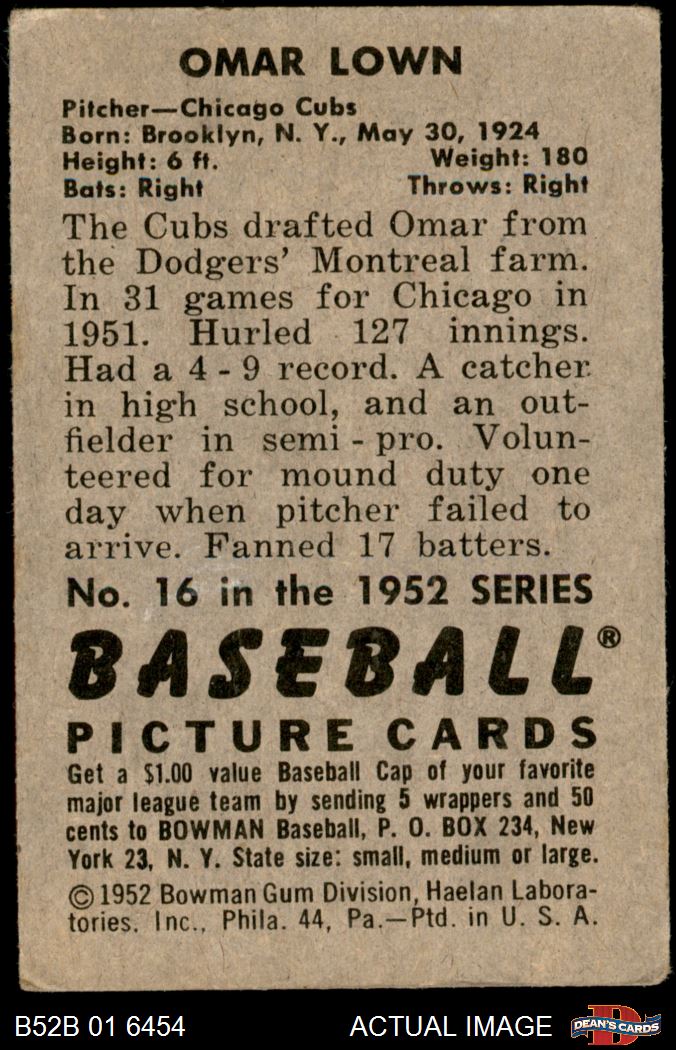 OMAR LOWN
Pitcher—Chicago Cubs
Born: Brooklyn, N. Y., May 30, 1924
Height: 6 ft. Weight: 180
Bats: Right Throws: Right
The Cubs drafted Omar from
the Dodgers' Montreal farm.
In 31 games for Chicago in
1951. Hurled 127 innings.
Had a 4 - 9 record. A catcher
in high school, and an out-
fielder in semi - pro. Volun-
teered for mound duty one
day when pitcher failed to
arrive. Fanned 17 batters.
No. 16 in the 1952 SERIES
BASEBALL®
PICTURE CARDS
Get a $1.00 value Baseball Cap of your favorite
major league team by sending 5 wrappers and 50
cents to BOWMAN Baseball, P. O. BOX 234, New
York 23, N. Y. State size: small, medium or large.
© 1952 Bowman Gum Division, Haelan Labora-
tories, Inc., Phila. 44, Pa.—Ptd. in U. S. A.
B52B 01 6454 ACTUAL IMAGE DEAN'S CARDS